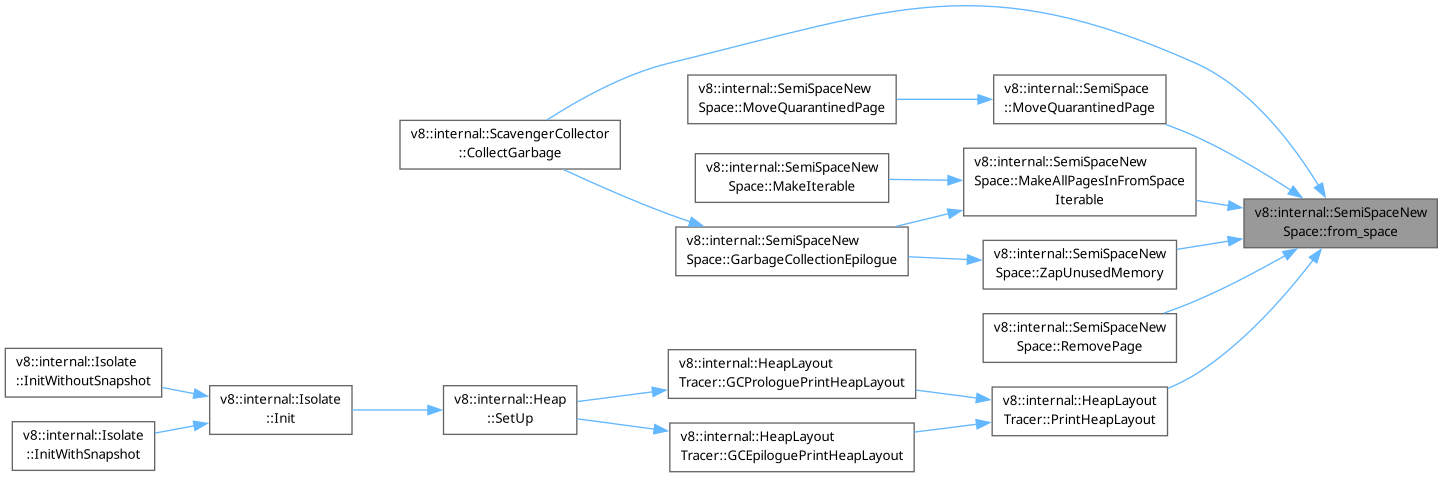 v8::internal::SemiSpaceNew
Space::MoveQuarantinedPage
v8::internal::SemiSpace
::MoveQuarantinedPage
v8::internal::ScavengerCollector
::CollectGarbage
v8::internal::SemiSpaceNew
Space::MakeIterable
v8::internal::SemiSpaceNew
Space::MakeAllPagesInFromSpace
Iterable
v8::internal::SemiSpaceNew
Space::from_space
v8::internal::SemiSpaceNew
Space::GarbageCollectionEpilogue
v8::internal::SemiSpaceNew
Space::ZapUnusedMemory
v8::internal::SemiSpaceNew
Space::RemovePage
v8::internal::Isolate
::InitWithoutSnapshot
v8::internal::Isolate
::InitWithSnapshot
v8::internal::Isolate
::Init
v8::internal::Heap
::SetUp
v8::internal::HeapLayout
Tracer::GCProloguePrintHeapLayout
v8::internal::HeapLayout
Tracer::GCEpiloguePrintHeapLayout
v8::internal::HeapLayout
Tracer::PrintHeapLayout